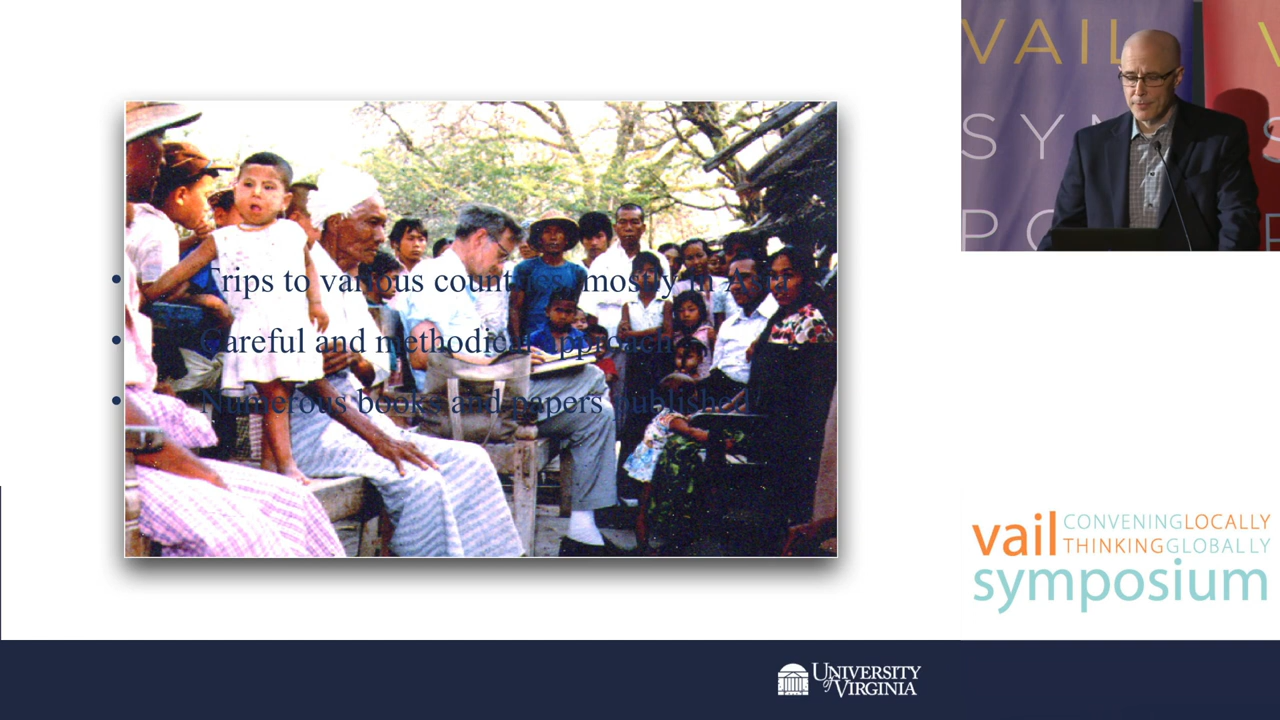 • Trips to various countries, mostly in Asia
• Careful and methodical approach
• Numerous books and papers published
VAIL
SYM
PO
vail CONVENINGLOCALLY
THINKINGGLOBALLY
symposium
UNIVERSITY
of VIRGINIA